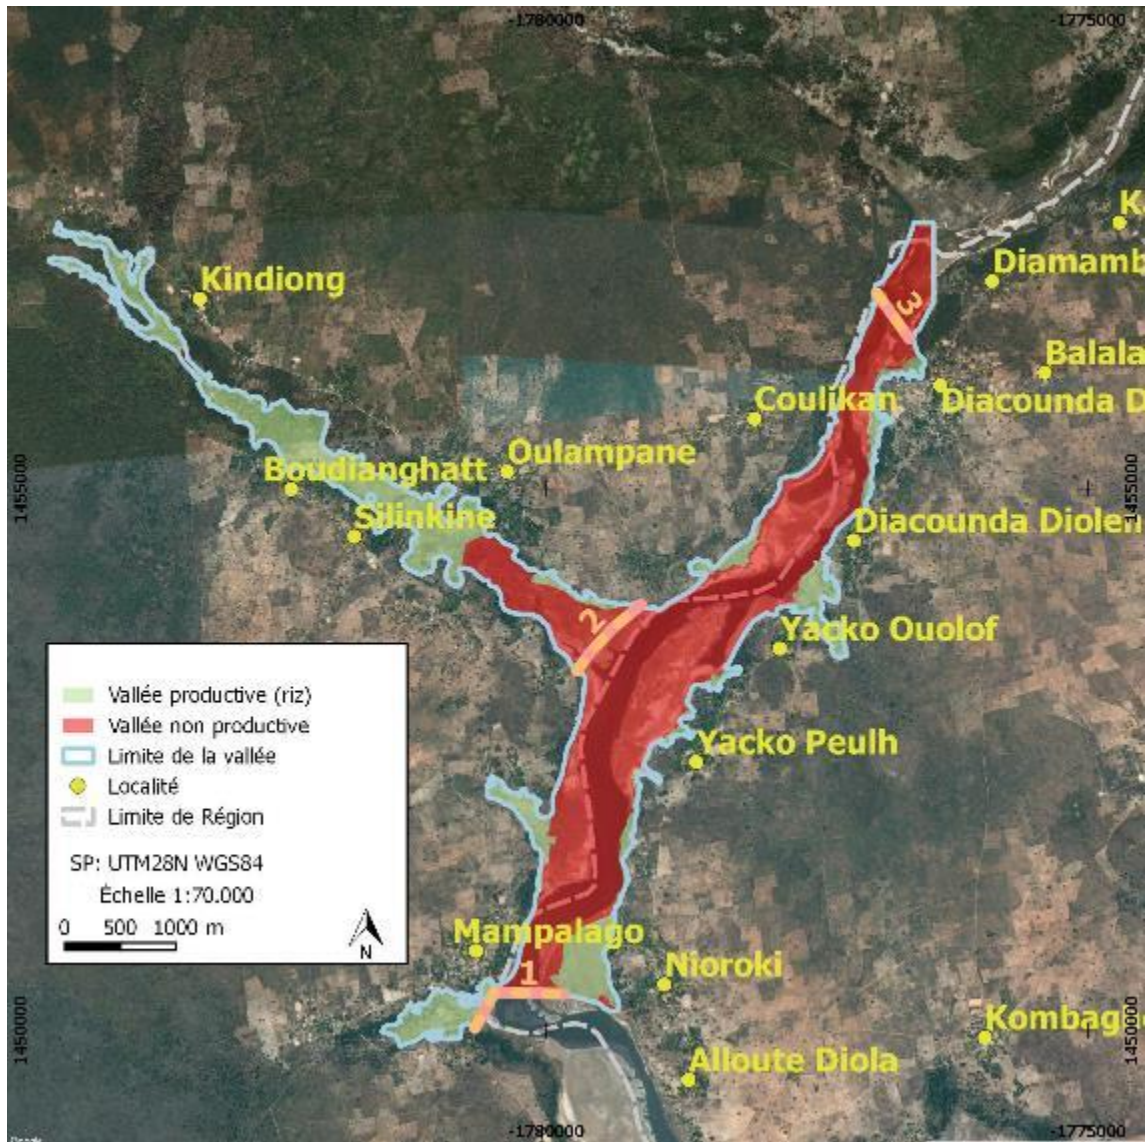 -1780000
-1775000
K
Diamamb
Kindiong
3
Balala
Coulikan
Diacounda D
1455000
Oulampane
1455000
Boudianghatt
Silinkine
Diacounda Diolen
2
Yacko Ouolof
Vallée productive (riz)
Vallée non productive
Yacko Peulh
Limite de la vallée
Localité
Limite de Région
SP: UTM28N WGS84
Échelle 1:70.000
0 500 1000 m
N
Mampalago
Nioroki
1
1450000
Kombag
1450000
Alloute Diola
-1780000
-1775000